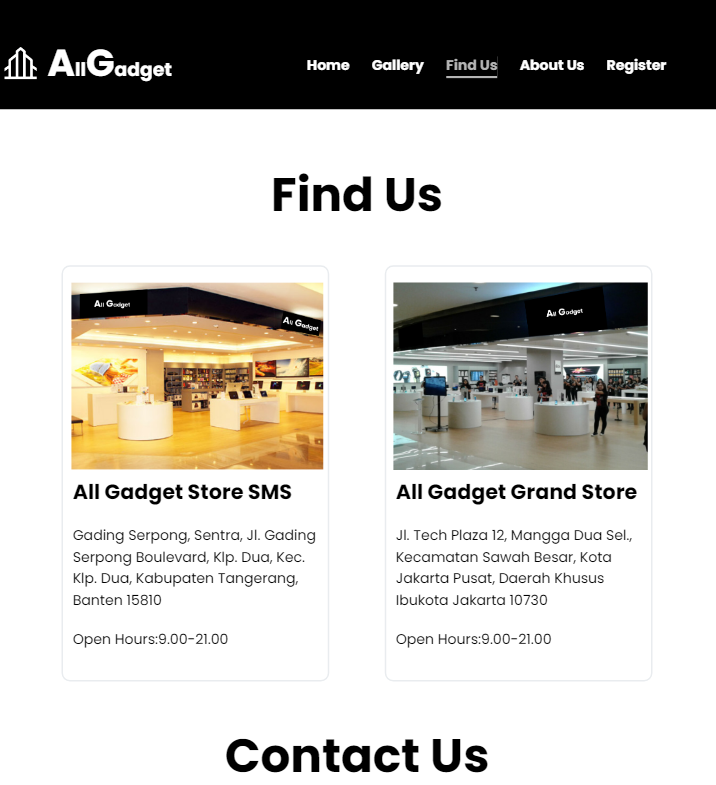 AllGadget
Home Gallery Find Us About Us Register
Find Us
All Gadget
All Gadget
All Gadget
All Gadget Store SMS
Gading Serpong, Sentra, Jl. Gading
Serpong Boulevard, Klp. Dua, Kec.
Klp. Dua, Kabupaten Tangerang,
Banten 15810
Open Hours:9.00-21.00
All Gadget Grand Store
Jl. Tech Plaza 12, Mangga Dua Sel.,
Kecamatan Sawah Besar, Kota
Jakarta Pusat, Daerah Khusus
Ibukota Jakarta 10730
Open Hours:9.00-21.00
Contact Us